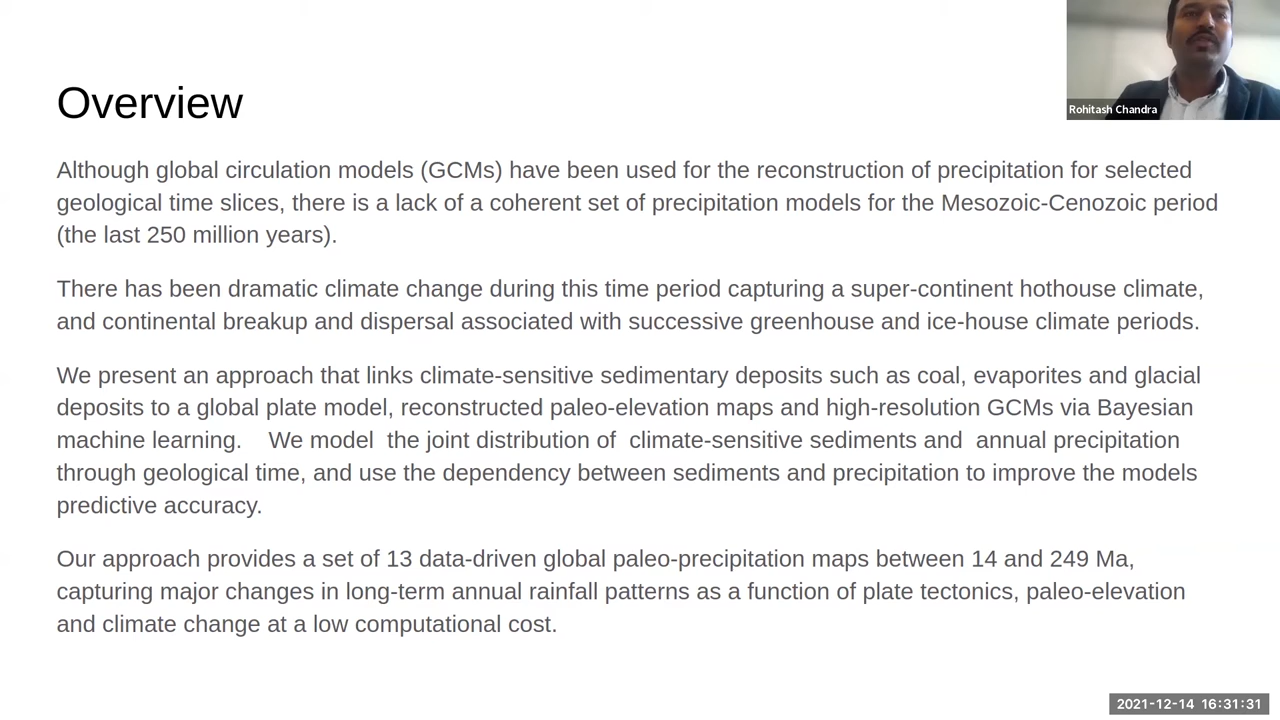 Rohitash Chandra
Overview
Although global circulation models (GCMs) have been used for the reconstruction of precipitation for selected
geological time slices, there is a lack of a coherent set of precipitation models for the Mesozoic-Cenozoic period
(the last 250 million years).
There has been dramatic climate change during this time period capturing a super-continent hothouse climate,
and continental breakup and dispersal associated with successive greenhouse and ice-house climate periods.
We present an approach that links climate-sensitive sedimentary deposits such as coal, evaporites and glacial
deposits to a global plate model, reconstructed paleo-elevation maps and high-resolution GCMs via Bayesian
machine learning.    We model  the joint distribution of  climate-sensitive sediments and  annual precipitation
through geological time, and use the dependency between sediments and precipitation to improve the models
predictive accuracy.
Our approach provides a set of 13 data-driven global paleo-precipitation maps between 14 and 249 Ma,
capturing major changes in long-term annual rainfall patterns as a function of plate tectonics, paleo-elevation
and climate change at a low computational cost.
2021-12-14 16:31:31